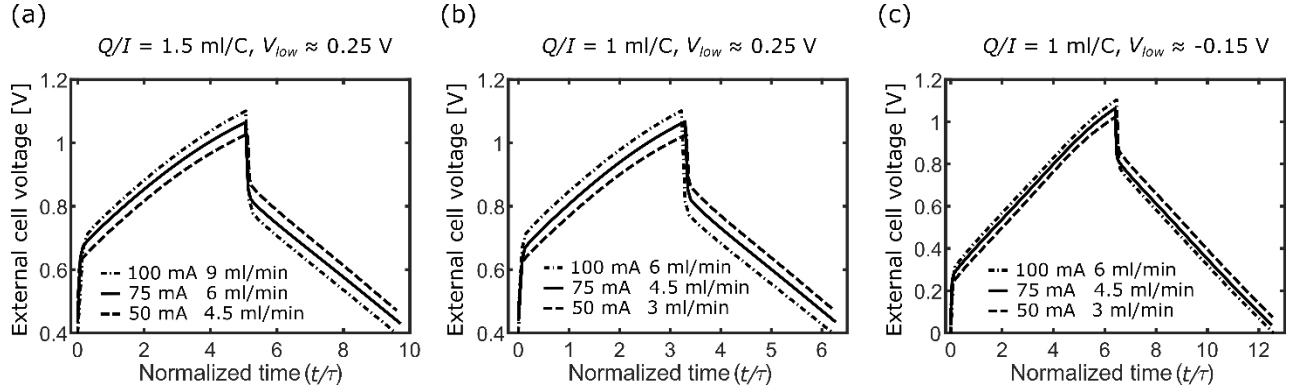 (a)
Q/I = 1.5 ml/C, Vlow ≈ 0.25 V
External cell voltage [V]
1.2
1
0.8
0.6
0.4
100 mA 9 ml/min
75 mA 6 ml/min
50 mA 4.5 ml/min
0 2 4 6 8 10
Normalized time (t/τ)
(b)
Q/I = 1 ml/C, Vlow ≈ 0.25 V
External cell voltage [V]
1.2
1
0.8
0.6
0.4
100 mA 6 ml/min
75 mA 4.5 ml/min
50 mA 3 ml/min
0 1 2 3 4 5 6
Normalized time (t/τ)
(c)
Q/I = 1 ml/C, Vlow ≈ -0.15 V
External cell voltage [V]
1.2
1
0.8
0.6
0.4
0.2
0
100 mA 6 ml/min
75 mA 4.5 ml/min
50 mA 3 ml/min
0 2 4 6 8 10 12
Normalized time (t/τ)